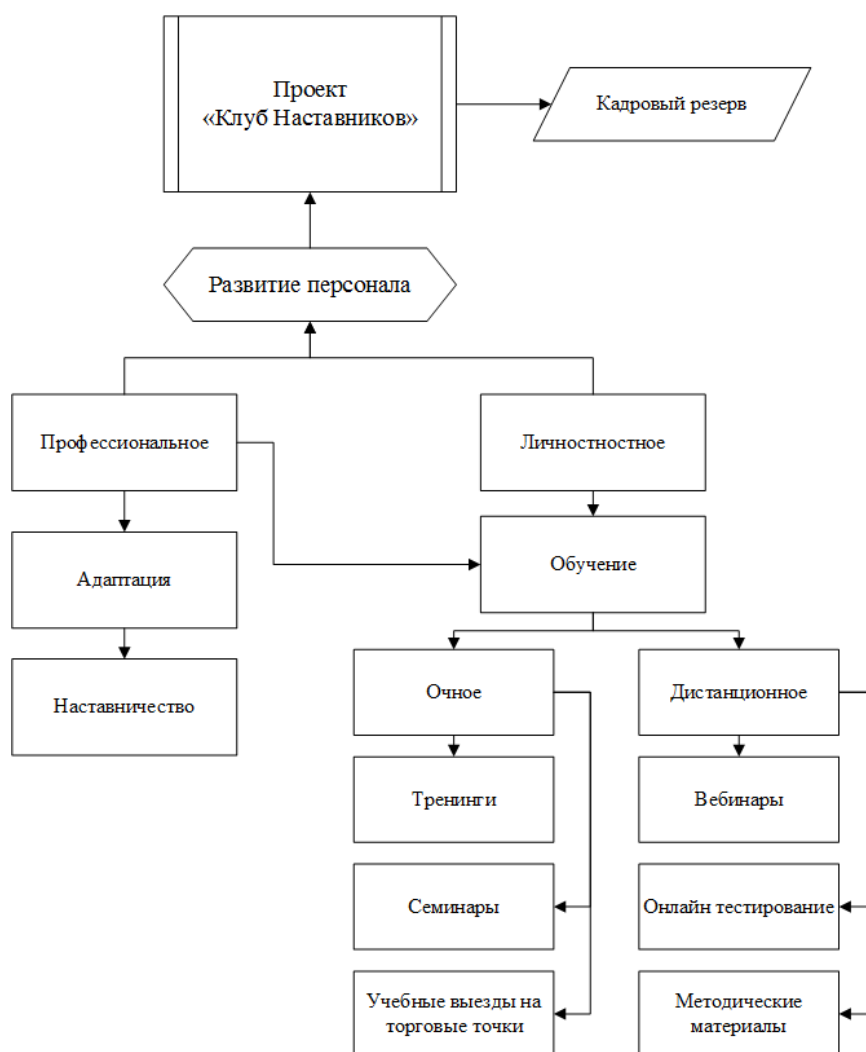 Проект
«Клуб Наставников»
Кадровый резерв
Развитие персонала
Профессиональное
Личностностное
Адаптация
Обучение
Наставничество
Очное
Дистанционное
Тренинги
Вебинары
Семинары
Онлайн тестирование
Учебные выезды на
торговые точки
Методические
материалы